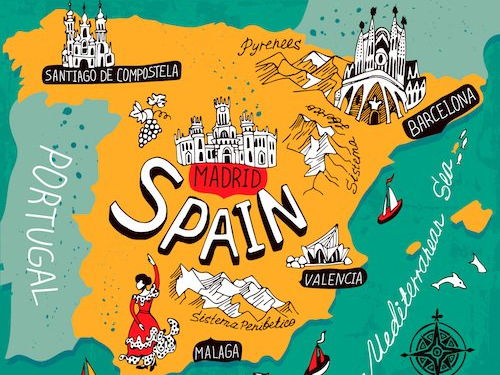 Pyrenees
SANTIAGO DE COMPOSTELA
BARCELONA
Sistema
MADRID
PORTUGAL
SPAIN
VALENCIA
Mediterranean Sea
Sistema Penibetico
MALAGA